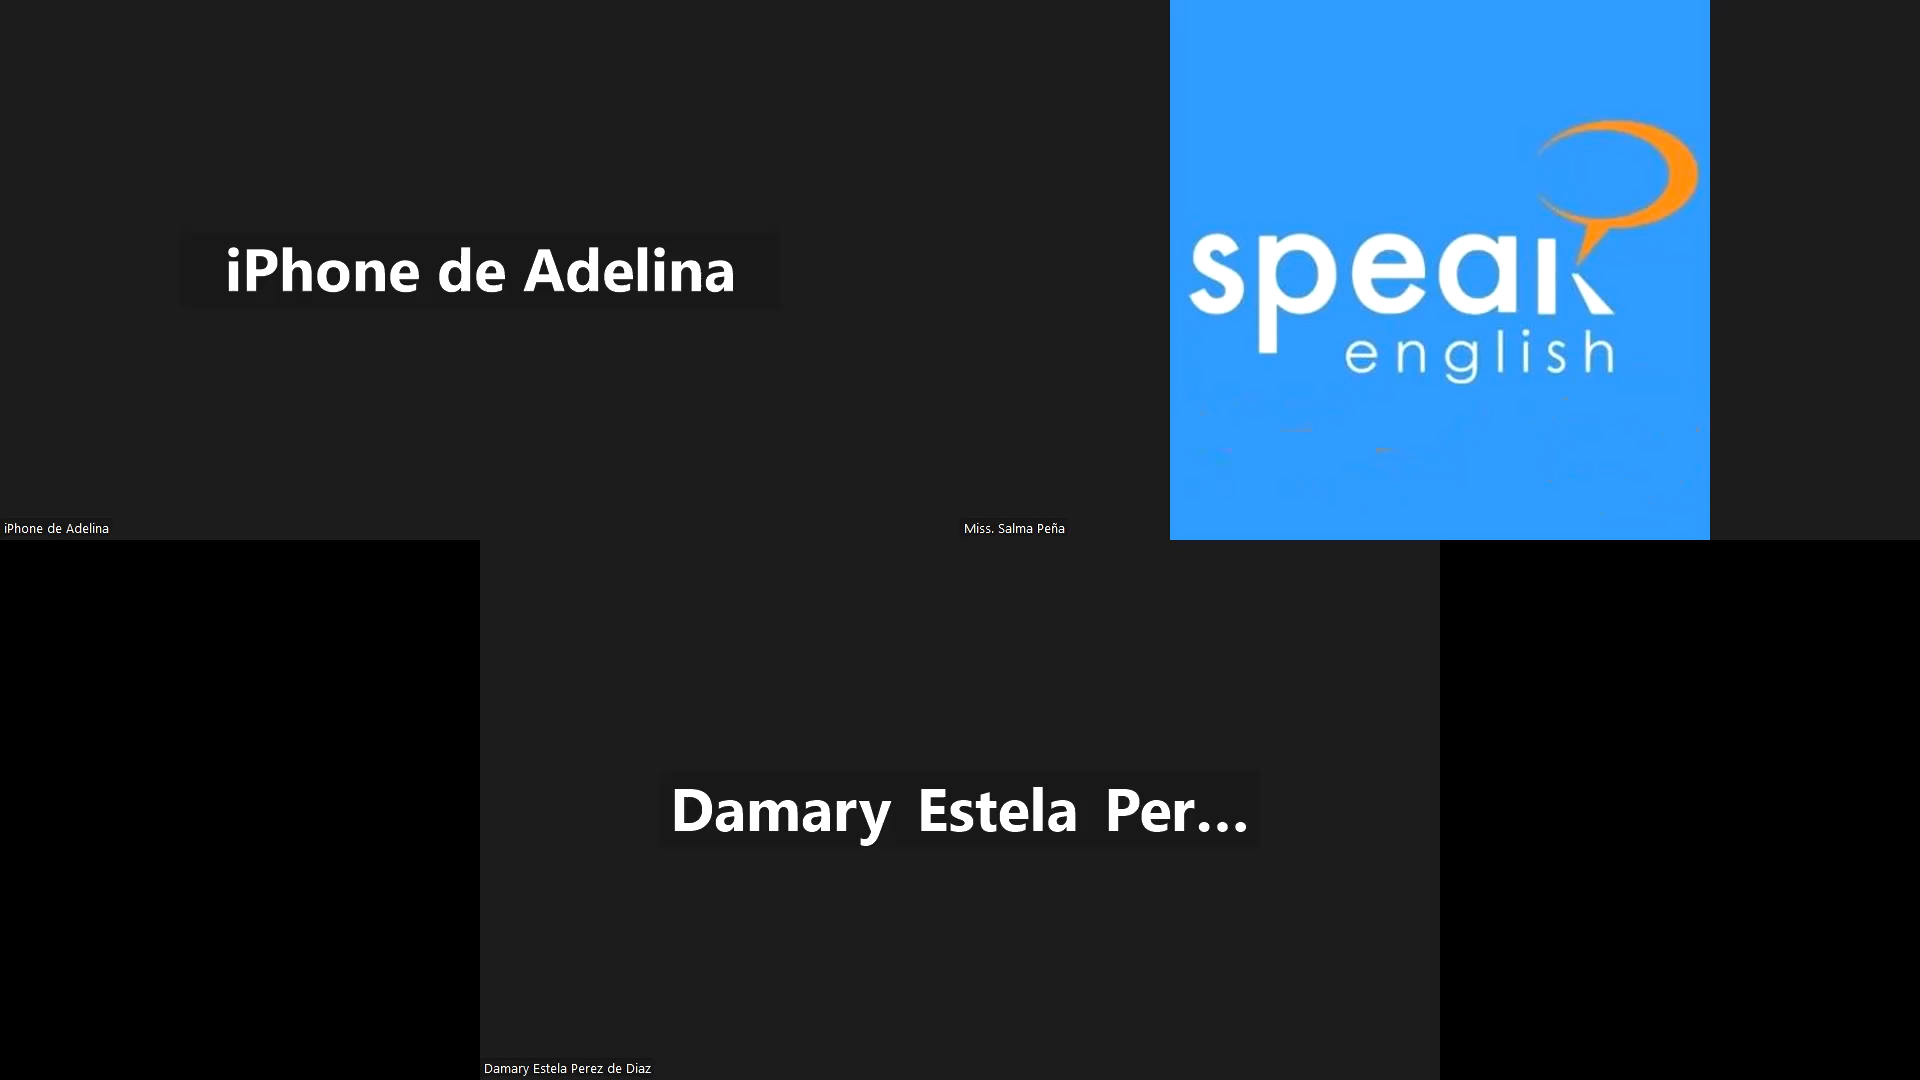 iPhone de Adelina
iPhone de Adelina
speak
english
Miss. Salma Peña
Damary Estela Per...
Damary Estela Perez de Diaz